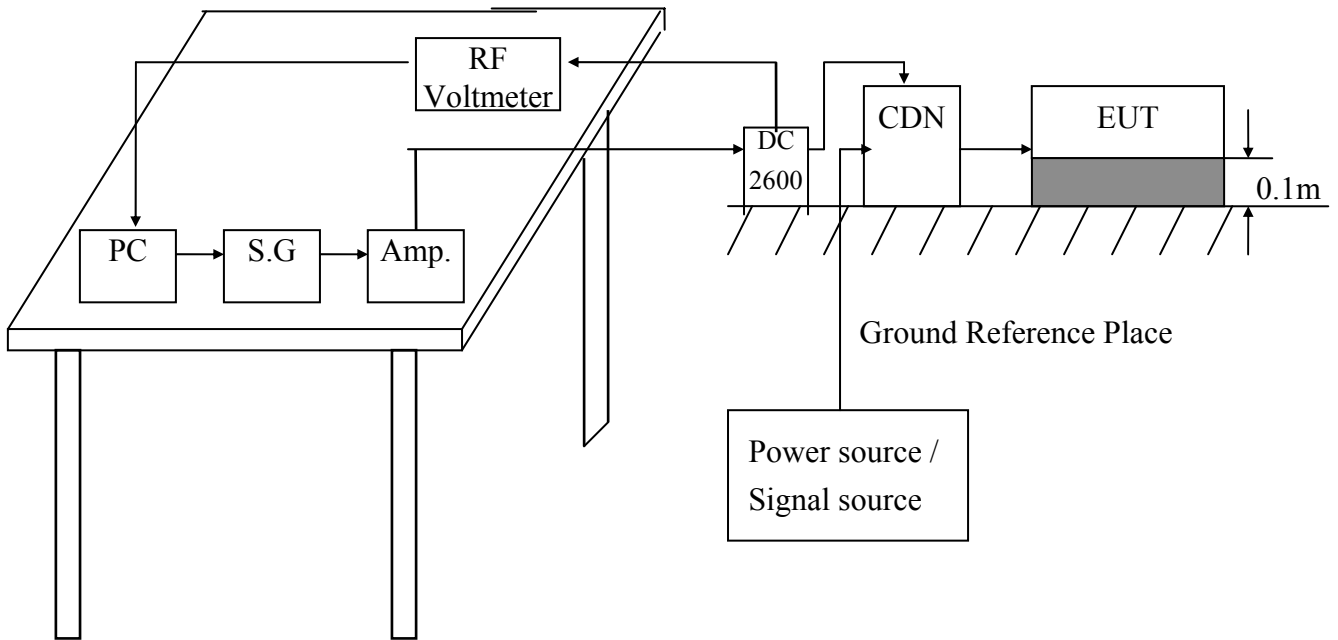 RF
Voltmeter
DC
2600
CDN
EUT
0.1m
PC
S.G
Amp.
Ground Reference Place
Power source /
Signal source